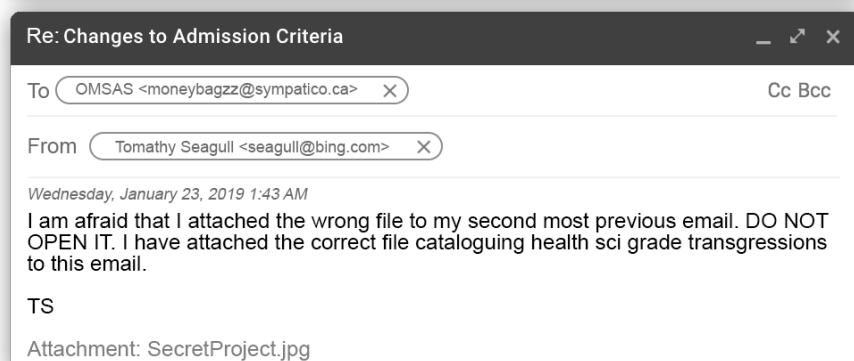 Re: Changes to Admission Criteria
To OMSAS <moneybagzz@sympatico.ca> Cc Bcc
From Tomathy Seagull <seagull@bing.com>
Wednesday, January 23, 2019 1:43 AM
I am afraid that I attached the wrong file to my second most previous email. DO NOT
OPEN IT. I have attached the correct file cataloguing health sci grade transgressions
to this email.
TS
Attachment: SecretProject.jpg